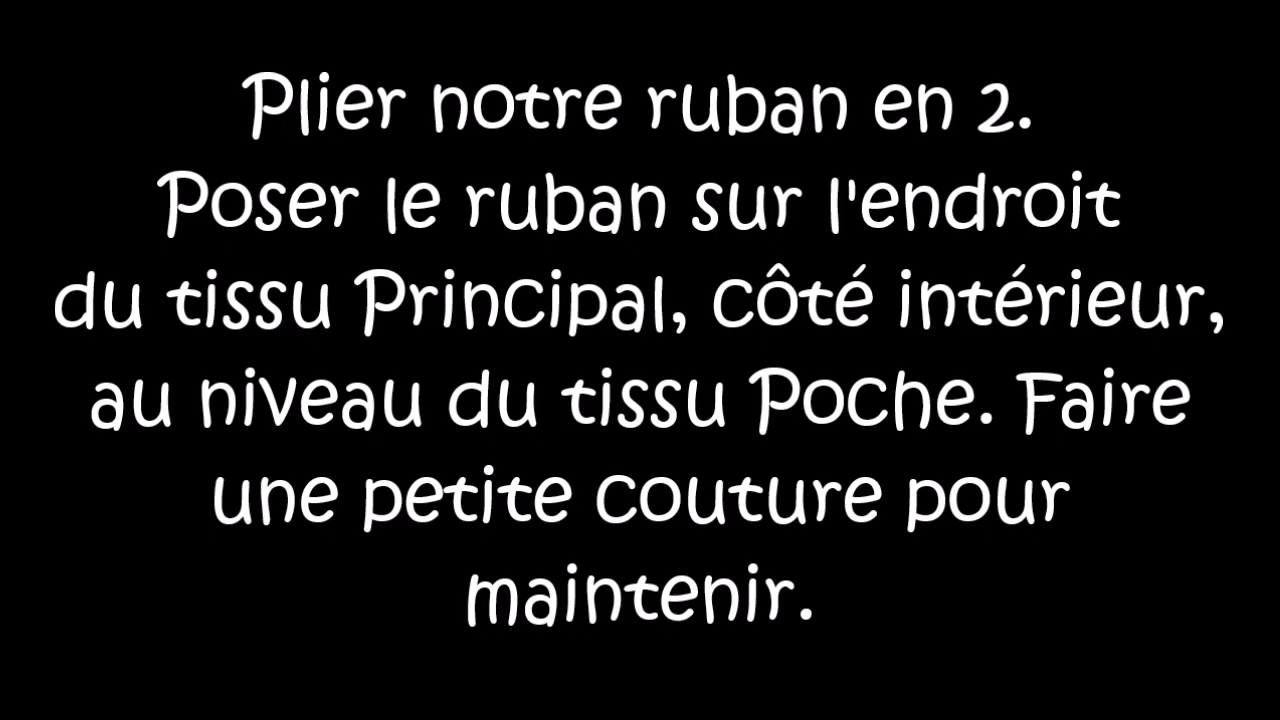 Plier notre ruban en 2.
Poser le ruban sur l'endroit
du tissu Principal, côté intérieur,
au niveau du tissu Poche. Faire
une petite couture pour
maintenir.